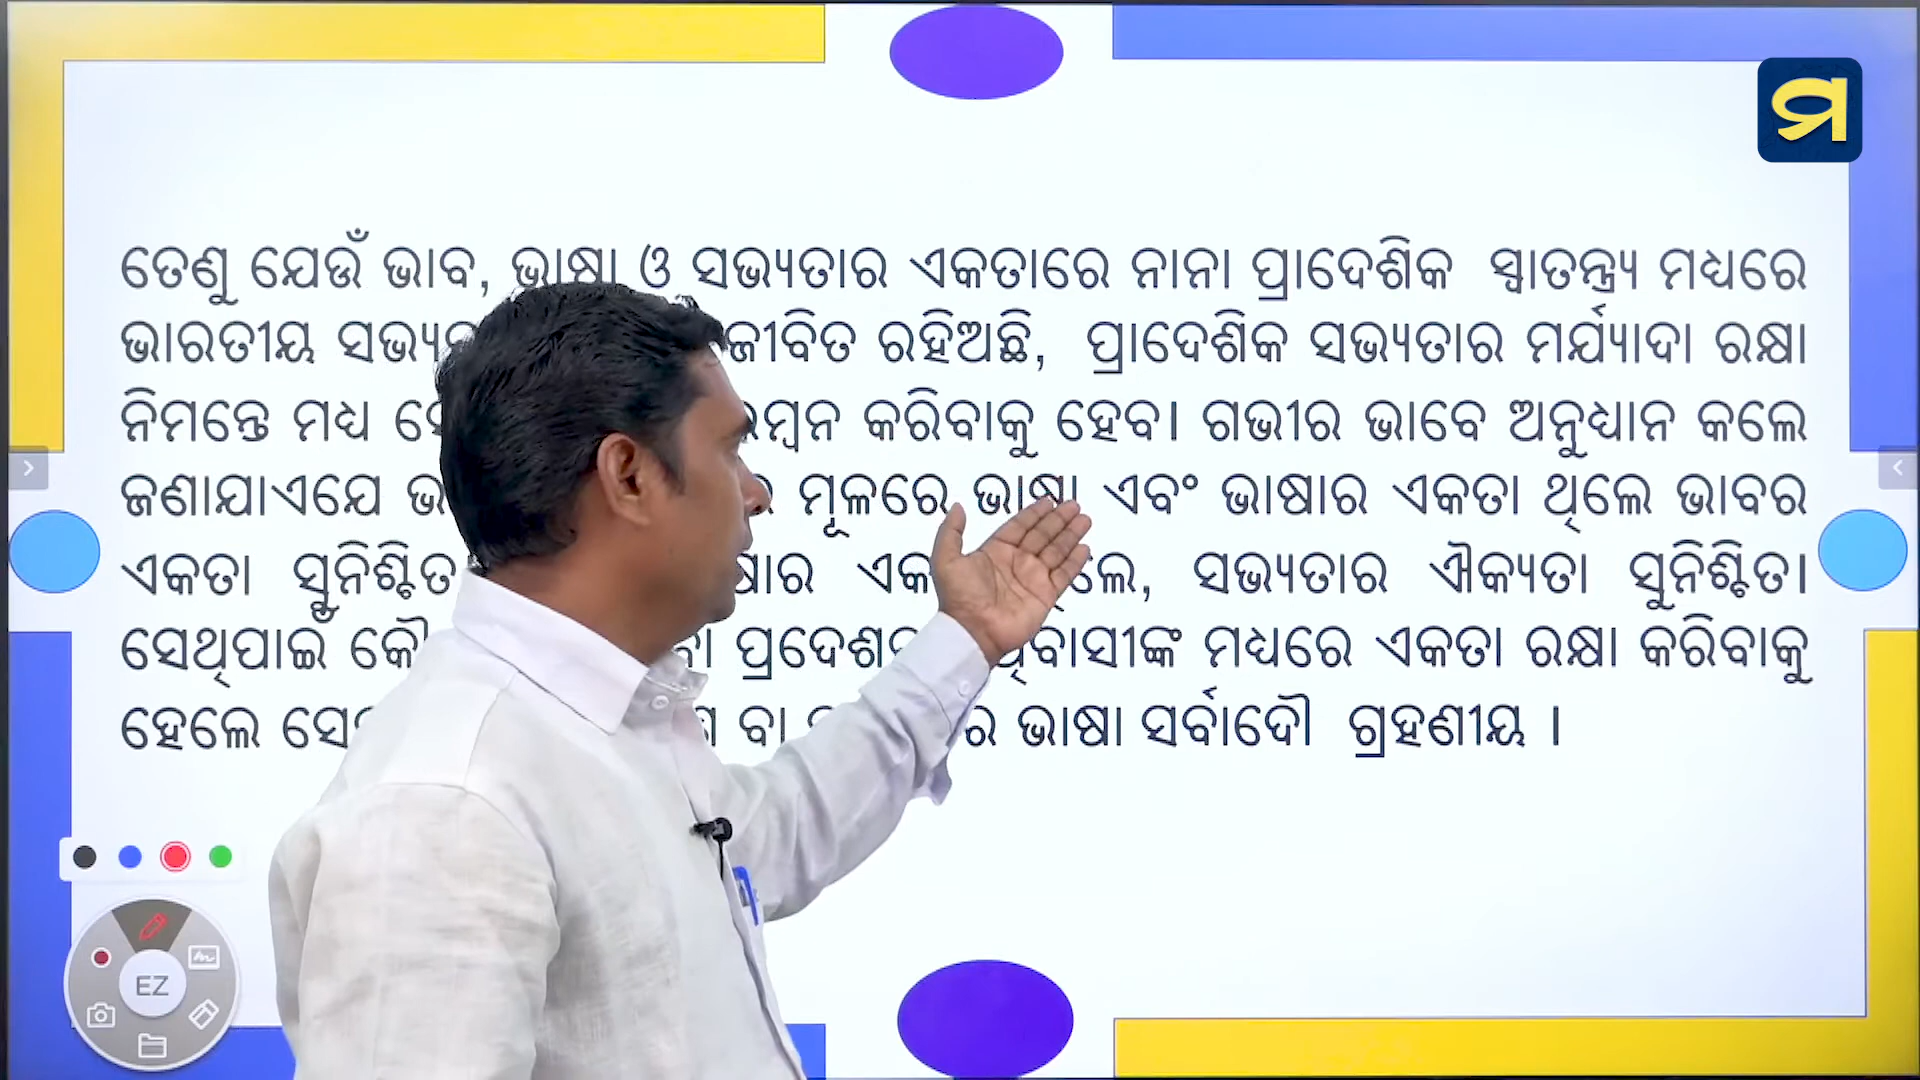 ମ
ତେଣୁ ଯେଉଁ ଭାବ, ଭାଷା ଓ ସଭ୍ୟତାର ଏକତାରେ ନାନା ପ୍ରାଦେଶିକ ସ୍ୱାତନ୍ତ୍ର୍ୟ ମଧ୍ୟରେ
ଭାରତୀୟ ରହିଅଛି, ପ୍ରାଦେଶିକ ସଭ୍ୟତାର ମର୍ଯ୍ୟାଦା ରକ୍ଷା
ନିମନ୍ତେ ମଧ୍ୟ କରିବାକୁ ହେବ। ଗଭୀର ଭାବେ ଅନୁଧ୍ୟାନ କଲେ
ଜଣାଯାଏଯେ ମୂଳରେ ଭାଷା ଏବଂ ଭାଷାର ଏକତା ଥିଲେ ଭାବର
ଏକତା ସୁନିଶ୍ଚିତ ସଭ୍ୟତାର ଐକ୍ୟତା ସୁନିଶ୍ଚିତ।
ସେଥିପାଇଁ ମଧ୍ୟରେ ଏକତା ରକ୍ଷା କରିବାକୁ
ହେଲେ ବା ଭାଷା ସର୍ବାଦୌ ଗ୍ରହଣୀୟ ।
EZ